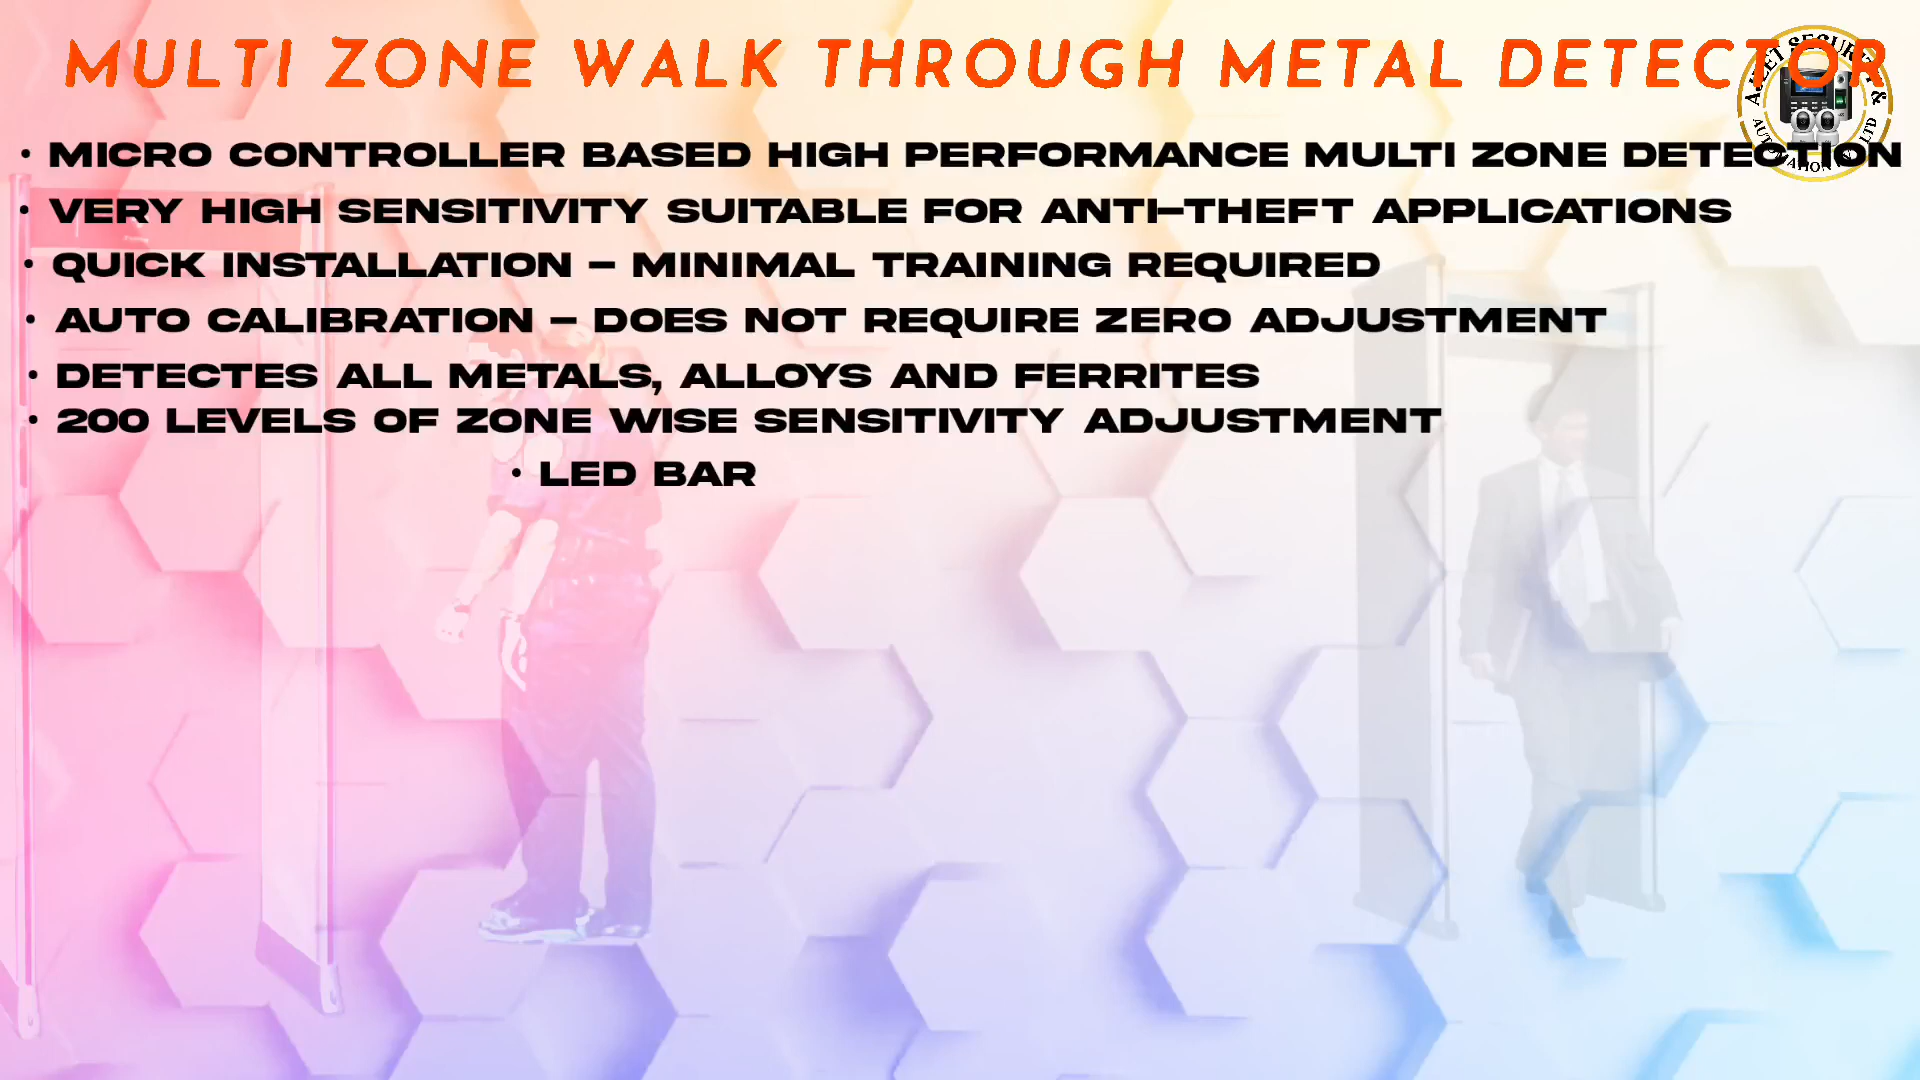 MULTI ZONE WALK THROUGH METAL DETECTOR
• MICRO CONTROLLER BASED HIGH PERFORMANCE MULTI ZONE DETECTION
• VERY HIGH SENSITIVITY SUITABLE FOR ANTI-THEFT APPLICATIONS
• QUICK INSTALLATION - MINIMAL TRAINING REQUIRED
• AUTO CALIBRATION - DOES NOT REQUIRE ZERO ADJUSTMENT
• DETECTES ALL METALS, ALLOYS AND FERRITES
• 200 LEVELS OF ZONE WISE SENSITIVITY ADJUSTMENT
• LED BAR